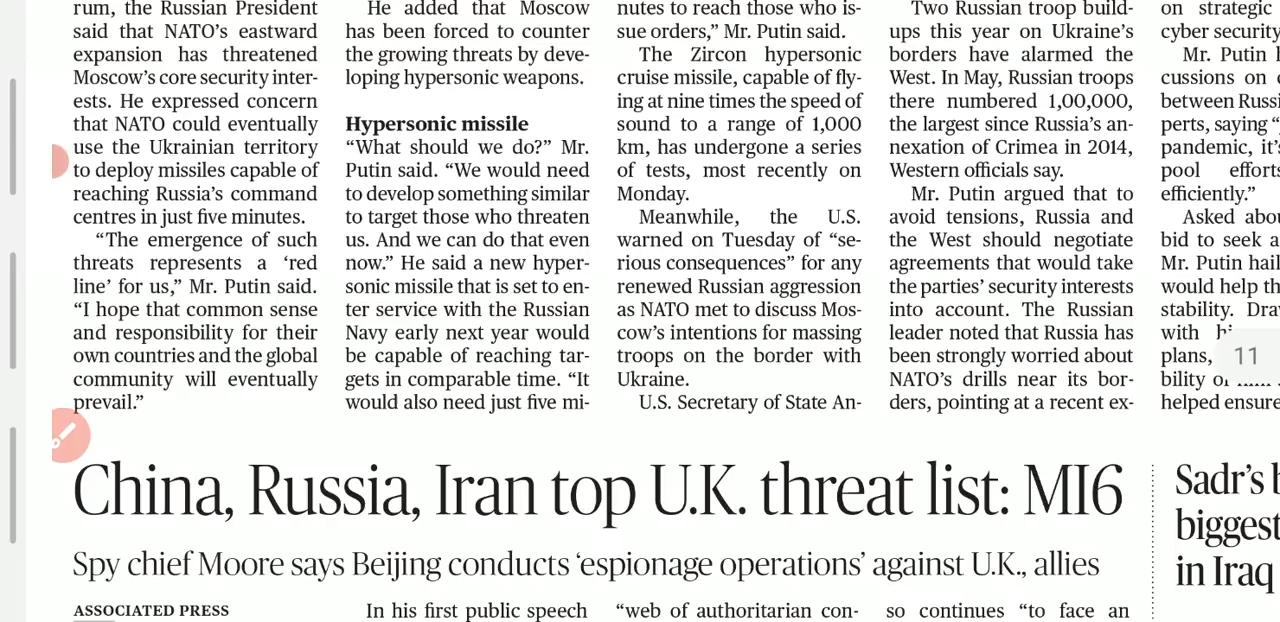 rum, the Russian President
said that NATO's eastward
expansion has threatened
Moscow's core security inter-
ests. He expressed concern
that NATO could eventually
use the Ukrainian territory
to deploy missiles capable of
reaching Russia's command
centres in just five minutes.
“The emergence of such
threats represents a ‘red
line’ for us,” Mr. Putin said.
“I hope that common sense
and responsibility for their
own countries and the global
community will eventually
prevail.”
He added that Moscow
has been forced to counter
the growing threats by deve-
loping hypersonic weapons.
Hypersonic missile
“What should we do?” Mr.
Putin said. “We would need
to develop something similar
to target those who threaten
us. And we can do that even
now.” He said a new hyper-
sonic missile that is set to en-
ter service with the Russian
Navy early next year would
be capable of reaching tar-
gets in comparable time. “It
would also need just five mi-
nutes to reach those who is-
sue orders,” Mr. Putin said.
The Zircon hypersonic
cruise missile, capable of fly-
ing at nine times the speed of
sound to a range of 1,000
km, has undergone a series
of tests, most recently on
Monday.
Meanwhile, the U.S.
warned on Tuesday of “se-
rious consequences” for any
renewed Russian aggression
as NATO met to discuss Mos-
cow's intentions for massing
troops on the border with
Ukraine.
U.S. Secretary of State An-
Two Russian troop build-
ups this year on Ukraine's
borders have alarmed the
West. In May, Russian troops
there numbered 1,00,000,
the largest since Russia's an-
nexation of Crimea in 2014,
Western officials say.
Mr. Putin argued that to
avoid tensions, Russia and
the West should negotiate
agreements that would take
the parties' security interests
into account. The Russian
leader noted that Russia has
been strongly worried about
NATO's drills near its bor-
ders, pointing at a recent ex-
on strategic
cyber security
Mr. Putin
cussions on
between Russi
perts, saying “
pandemic, it's
pool efforts
efficiently.”
Asked abou
bid to seek a
Mr. Putin hail
would help th
stability. Dra
with
plans,
bility
helped ensure
11
China, Russia, Iran top U.K. threat list: MI6
Spy chief Moore says Beijing conducts ‘espionage operations’ against U.K., allies
ASSOCIATED PRESS
In his first public speech
“web of authoritarian con-
so continues “to face an
Sadr's b
biggest
in Iraq